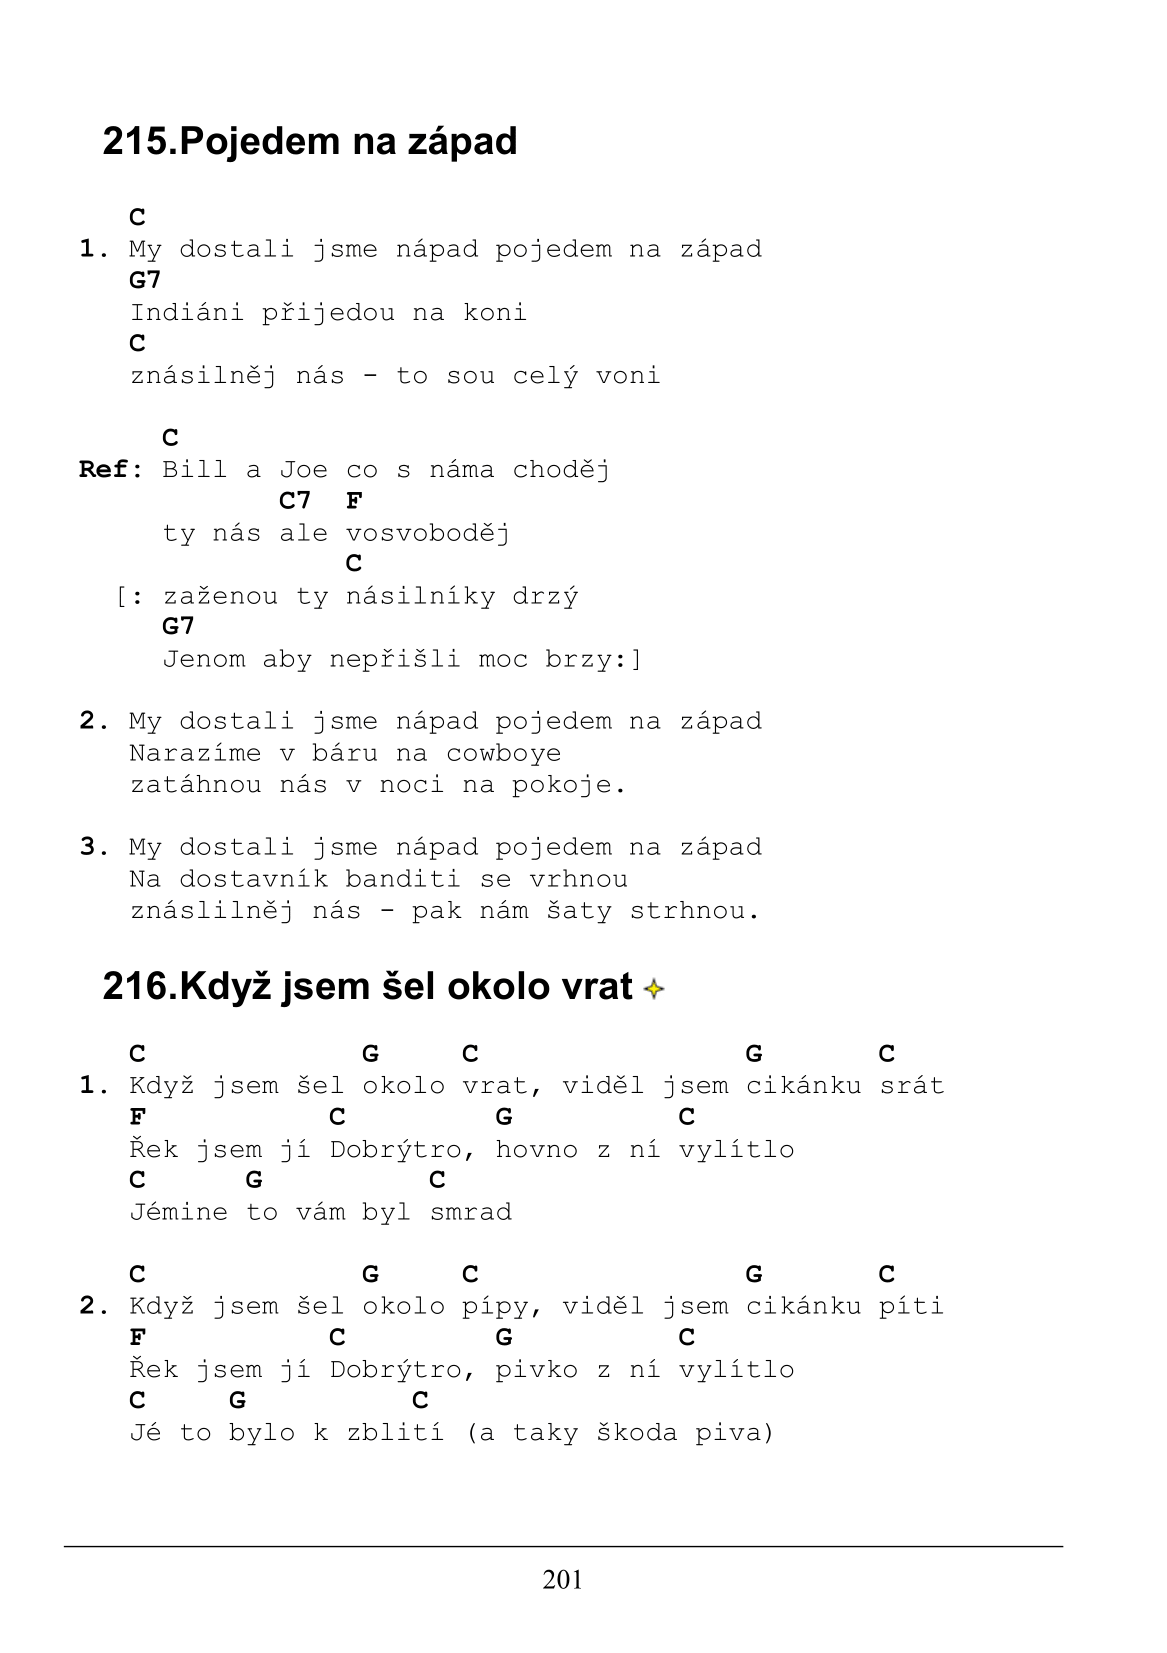 215.Pojedem na západ
   C
1. My dostali jsme nápad pojedem na západ
   G7
   Indiáni přijedou na koni
   C
   znásilněj nás - to sou celý voni
     C
Ref: Bill a Joe co s náma choděj
            C7  F
     ty nás ale vosvoboděj
                C
  [: zaženou ty násilníky drzý
     G7
     Jenom aby nepřišli moc brzy:]
2. My dostali jsme nápad pojedem na západ
   Narazíme v báru na cowboye
   zatáhnou nás v noci na pokoje.
3. My dostali jsme nápad pojedem na západ
   Na dostavník banditi se vrhnou
   znáslilněj nás - pak nám šaty strhnou.
216.Když jsem šel okolo vrat
   C             G     C                G       C
1. Když jsem šel okolo vrat, viděl jsem cikánku srát
   F           C         G          C
   Řek jsem jí Dobrýtro, hovno z ní vylítlo
   C      G          C
   Jémine to vám byl smrad
   C             G     C                G       C
2. Když jsem šel okolo pípy, viděl jsem cikánku píti
   F           C         G          C
   Řek jsem jí Dobrýtro, pivko z ní vylítlo
   C     G          C
   Jé to bylo k zblití (a taky škoda piva)
201